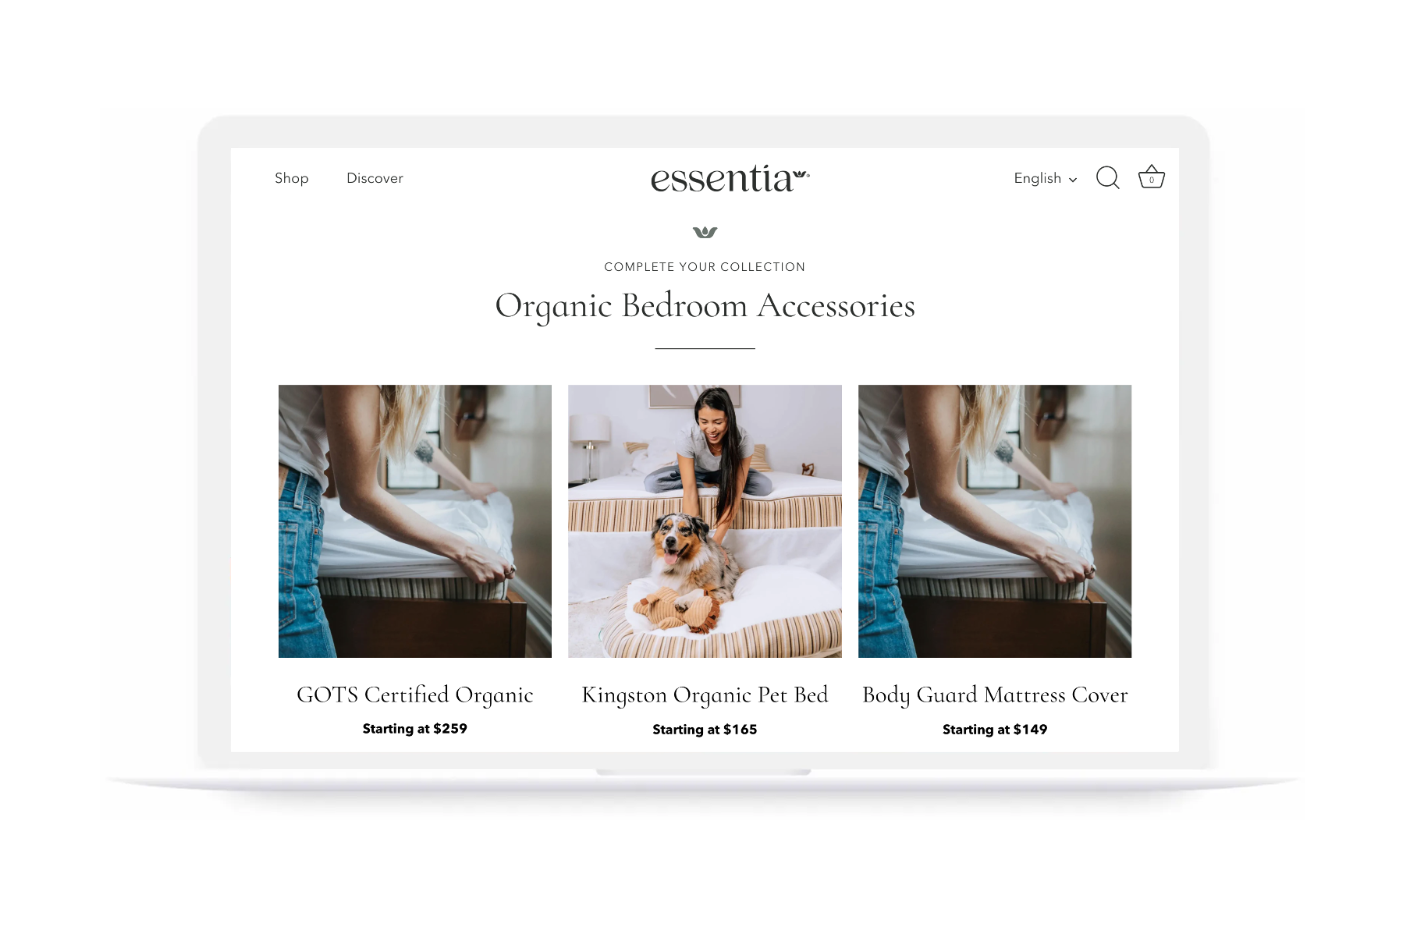 Shop
Discover
essentia
English
0
COMPLETE YOUR COLLECTION
Organic Bedroom Accessories
GOTS Certified Organic
Kingston Organic Pet Bed
Body Guard Mattress Cover
Starting at $259
Starting at $165
Starting at $149